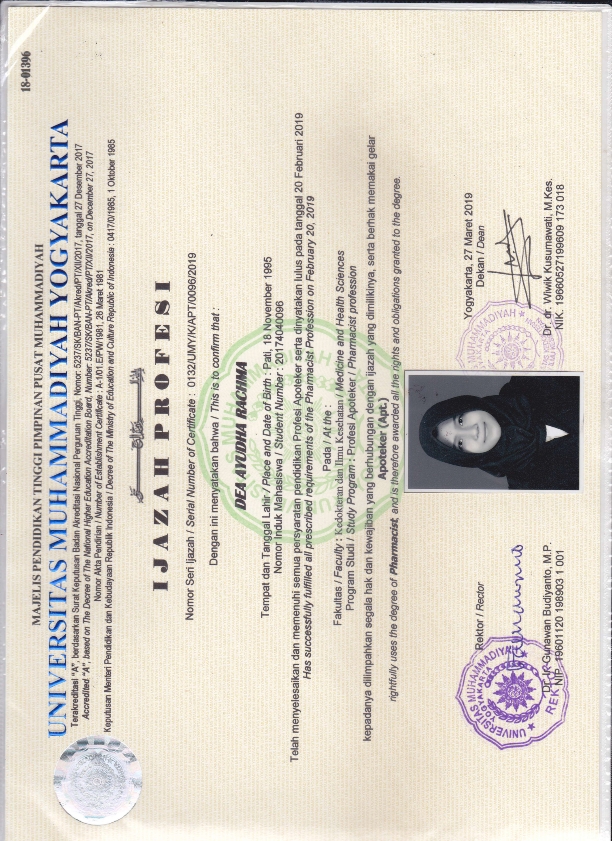 18-01396
MAJELIS PENDIDIKAN TINGGI PIMPINAN PUSAT MUHAMMADIYAH
UNIVERSITAS MUHAMMADIYAH YOGYAKARTA
Terakreditasi "A", berdasarkan Surat Keputusan Badan Akreditasi Nasional Perguruan Tinggi, Nomor: 5237/SK/BAN-PT/Akred/PT/XII/2017, tanggal 27 Desember 2017
Accredited "A", based on The Decree of The National Higher Education Accreditation Board, Number: 5237/SK/BAN-PT/Akred/PT/XII/2017, on December 27, 2017
Nomor Akta Pendirian / Number of Establishment Certificate : A-1/01.E/PW/1981, 26 Maret 1981
Keputusan Menteri Pendidikan dan Kebudayaan Republik Indonesia / Decree of The Ministry of Education and Culture Republic of Indonesia : 0417/0/1985, 1 Oktober 1985
IJAZAH PROFESI
Nomor Seri Ijazah / Serial Number of Certificate : 0132/UMY/K/APT/0096/2019
Dengan ini menyatakan bahwa / This is to confirm that :
DEA AYUDHA RACHMA
Tempat dan Tanggal Lahir / Place and Date of Birth : Pati, 18 November 1995
Nomor Induk Mahasiswa / Student Number : 20174040096
Telah menyelesaikan dan memenuhi semua persyaratan pendidikan Profesi Apoteker serta dinyatakan lulus pada tanggal 20 Februari 2019
Has successfully fulfilled all prescribed requirements of the Pharmacist Profession on February 20, 2019
Pada / At the :
Fakultas / Faculty : Kedokteran dan Ilmu Kesehatan / Medicine and Health Sciences
Program Studi / Study Program : Profesi Apoteker / Pharmacist profession
kepadanya dilimpahkan segala hak dan kewajiban yang berhubungan dengan ijazah yang dimilikinya, serta berhak memakai gelar
Apoteker (Apt.)
rightfully uses the degree of Pharmacist, and is therefore awarded all the rights and obligations granted to the degree.
Yogyakarta, 27 Maret 2019
Rektor / Rector
Dekan / Dean
Dr. Ir. Gunawan Budiyanto, M.P.
NIP. 19601120 198903 1 001
Dr. dr. Wiwik Kusumawati, M.Kes.
NIK. 19660527199609 173 018
UNIVERSITAS MUHAMMADIYAH
YOGYAKARTA